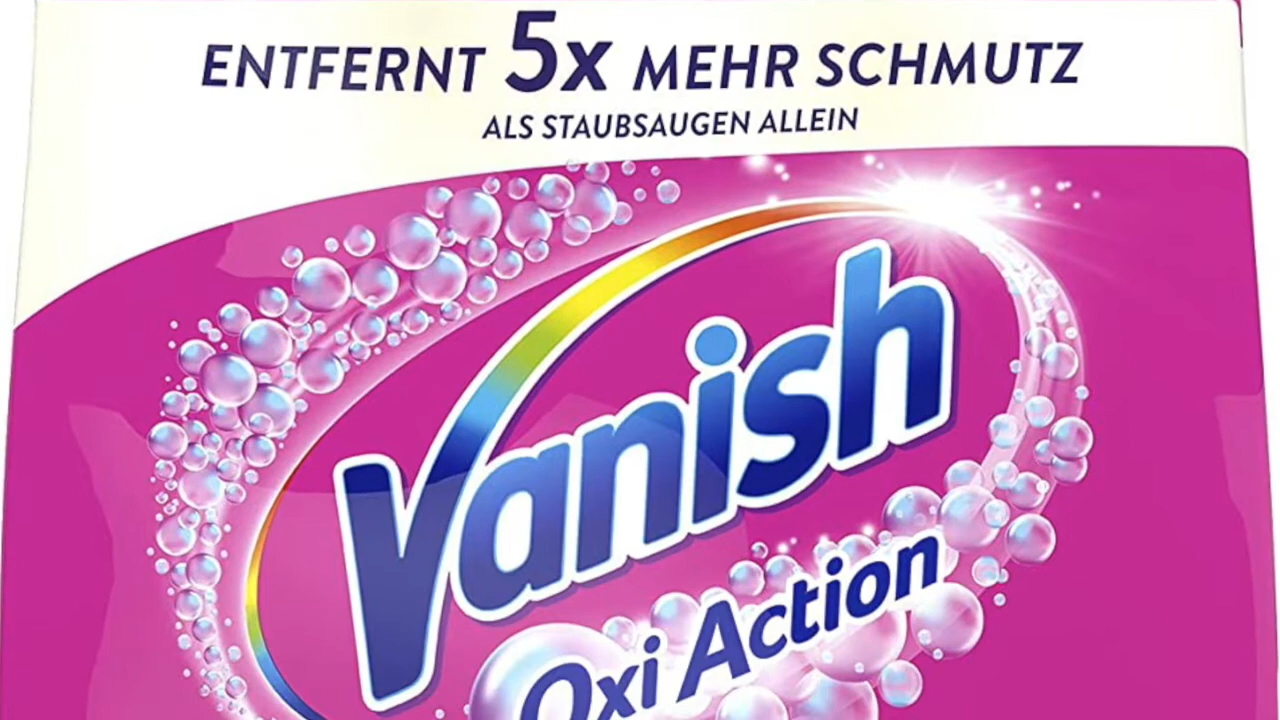 ENTFERNT 5x MEHR SCHMUTZ
ALS STAUBSAUGEN ALLEIN
Vanish
Oxi Action